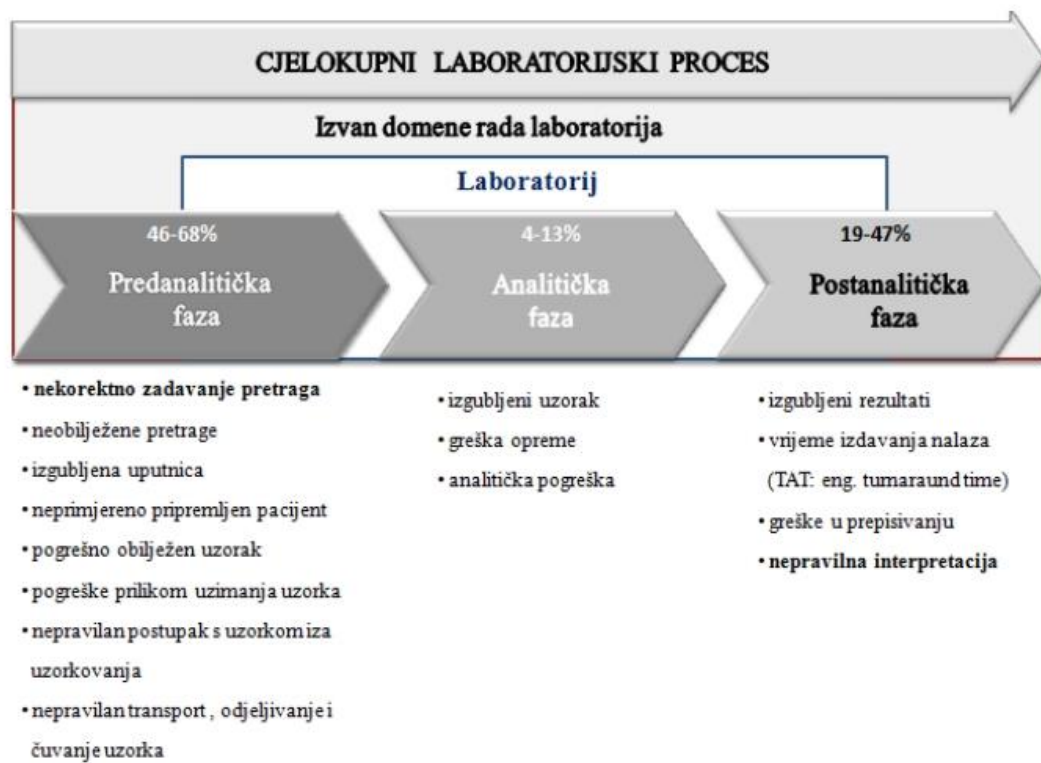 CJELOKUPNI LABORATORIJSKI PROCES
Izvan domene rada laboratorija
Laboratorij
46-68%
Predanalitička
faza
4-13%
Analitička
faza
19-47%
Postanalitička
faza
• nekorektno zadavanje pretraga
• neobilježene pretrage
• izgubljena uputnica
• neprimjereno pripremljen pacijent
• pogrešno obilježen uzorak
• pogreške prilikom uzimanja uzorka
• nepravilan postupak s uzorkom iza
uzorkovanja
• nepravilan transport , odjeljivanje i
čuvanje uzorka
• izgubljeni uzorak
• greška opreme
• analitička pogreška
• izgubljeni rezultati
• vrijeme izdavanja nalaza
(TAT: eng. turnaround time)
• greške u prepisivanju
• nepravilna interpretacija